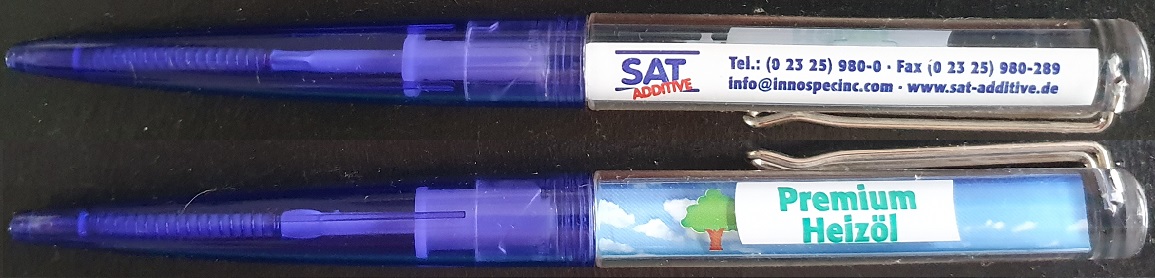 SAT
ADDITIVE
Tel.: (0 23 25) 980-0 · Fax (0 23 25) 980-289
info@innospecinc.com · www.sat-additive.de
Premium
Heizöl